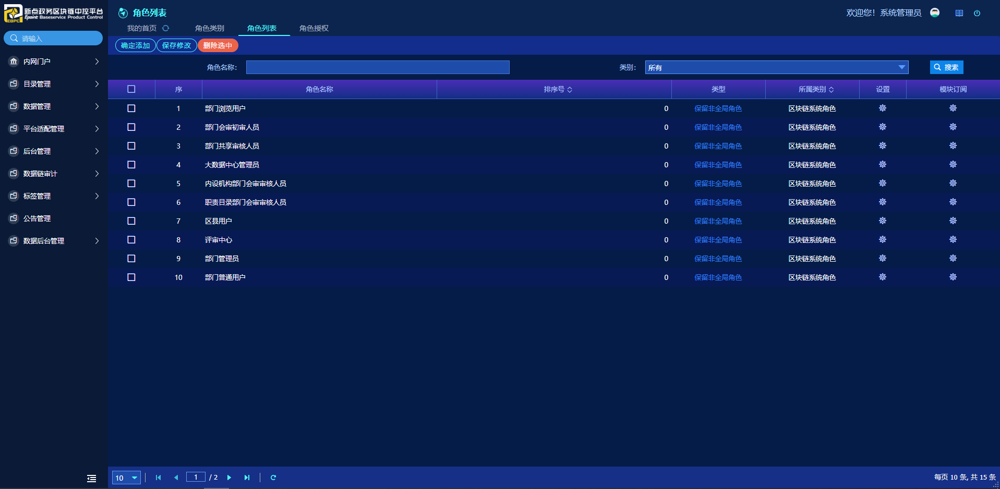 新点政务区块链中控平台
Epoint Baseservice Product Control
EBPC
请输入
内网门户
目录管理
数据管理
平台适配管理
后台管理
数据链审计
标签管理
公告管理
数据后台管理
角色列表
欢迎您！系统管理员
我的首页 角色类别 角色列表 角色授权
确定添加 保存修改 删除选中
角色名称： 类别： 所有 搜索
序 角色名称 排序号 类型 所属类别 设置 模块订阅
1 部门浏览用户 0 保留非全局角色 区块链系统角色
2 部门会审初审人员 0 保留非全局角色 区块链系统角色
3 部门共享审核人员 0 保留非全局角色 区块链系统角色
4 大数据中心管理员 0 保留非全局角色 区块链系统角色
5 内设机构部门会审审核人员 0 保留非全局角色 区块链系统角色
6 职责目录部门会审审核人员 0 保留非全局角色 区块链系统角色
7 区县用户 0 保留非全局角色 区块链系统角色
8 评审中心 0 保留非全局角色 区块链系统角色
9 部门管理员 0 保留非全局角色 区块链系统角色
10 部门普通用户 0 保留非全局角色 区块链系统角色
10 1 / 2 每页 10 条, 共 15 条